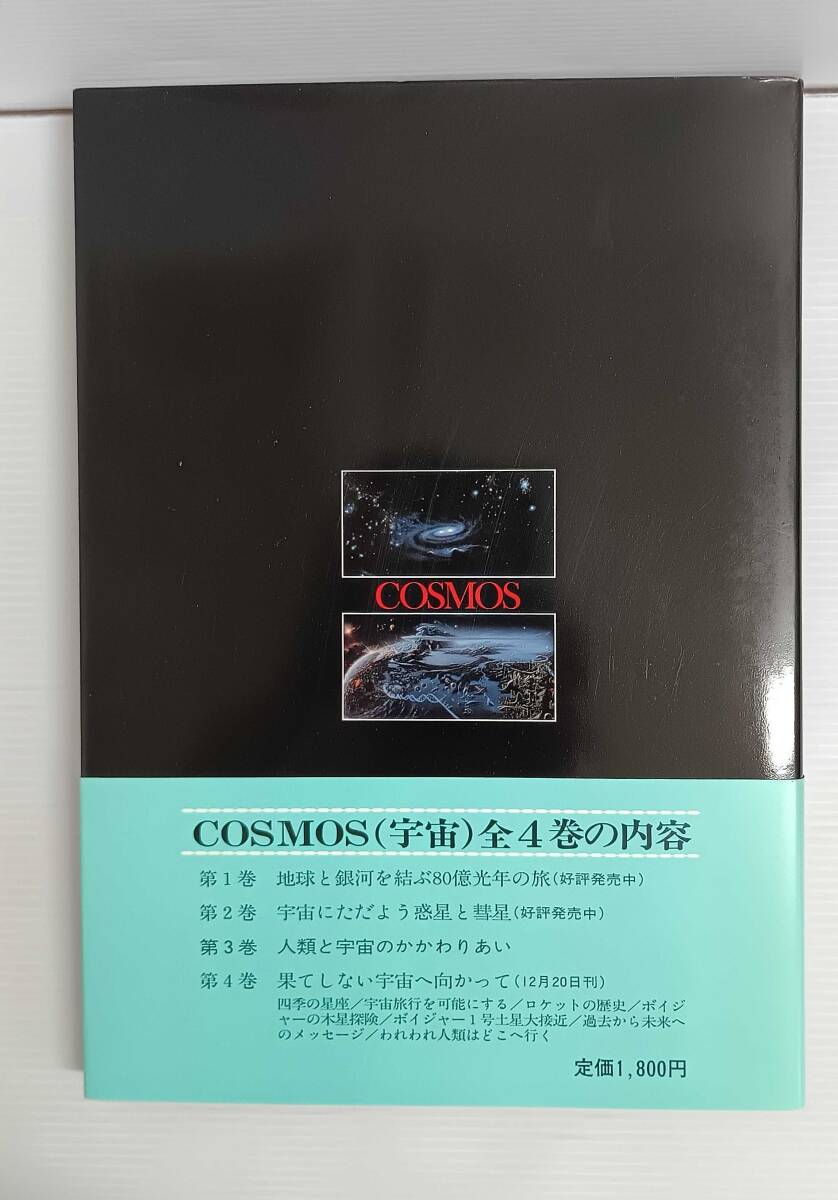 COSMOS
COSMOS(宇宙)全4巻の内容
第1巻 地球と銀河を結ぶ80億光年の旅(好評発売中)
第2巻 宇宙にただよう惑星と彗星(好評発売中)
第3巻 人類と宇宙のかかわりあい
第4巻 果てしない宇宙へ向かって(12月20日刊)
四季の星座/宇宙旅行を可能にする/ロケットの歴史/ボイジ
ャーの木星探険/ボイジャー1号土星大接近/過去から未来へ
のメッセージ/われわれ人類はどこへ行く
定価1,800円